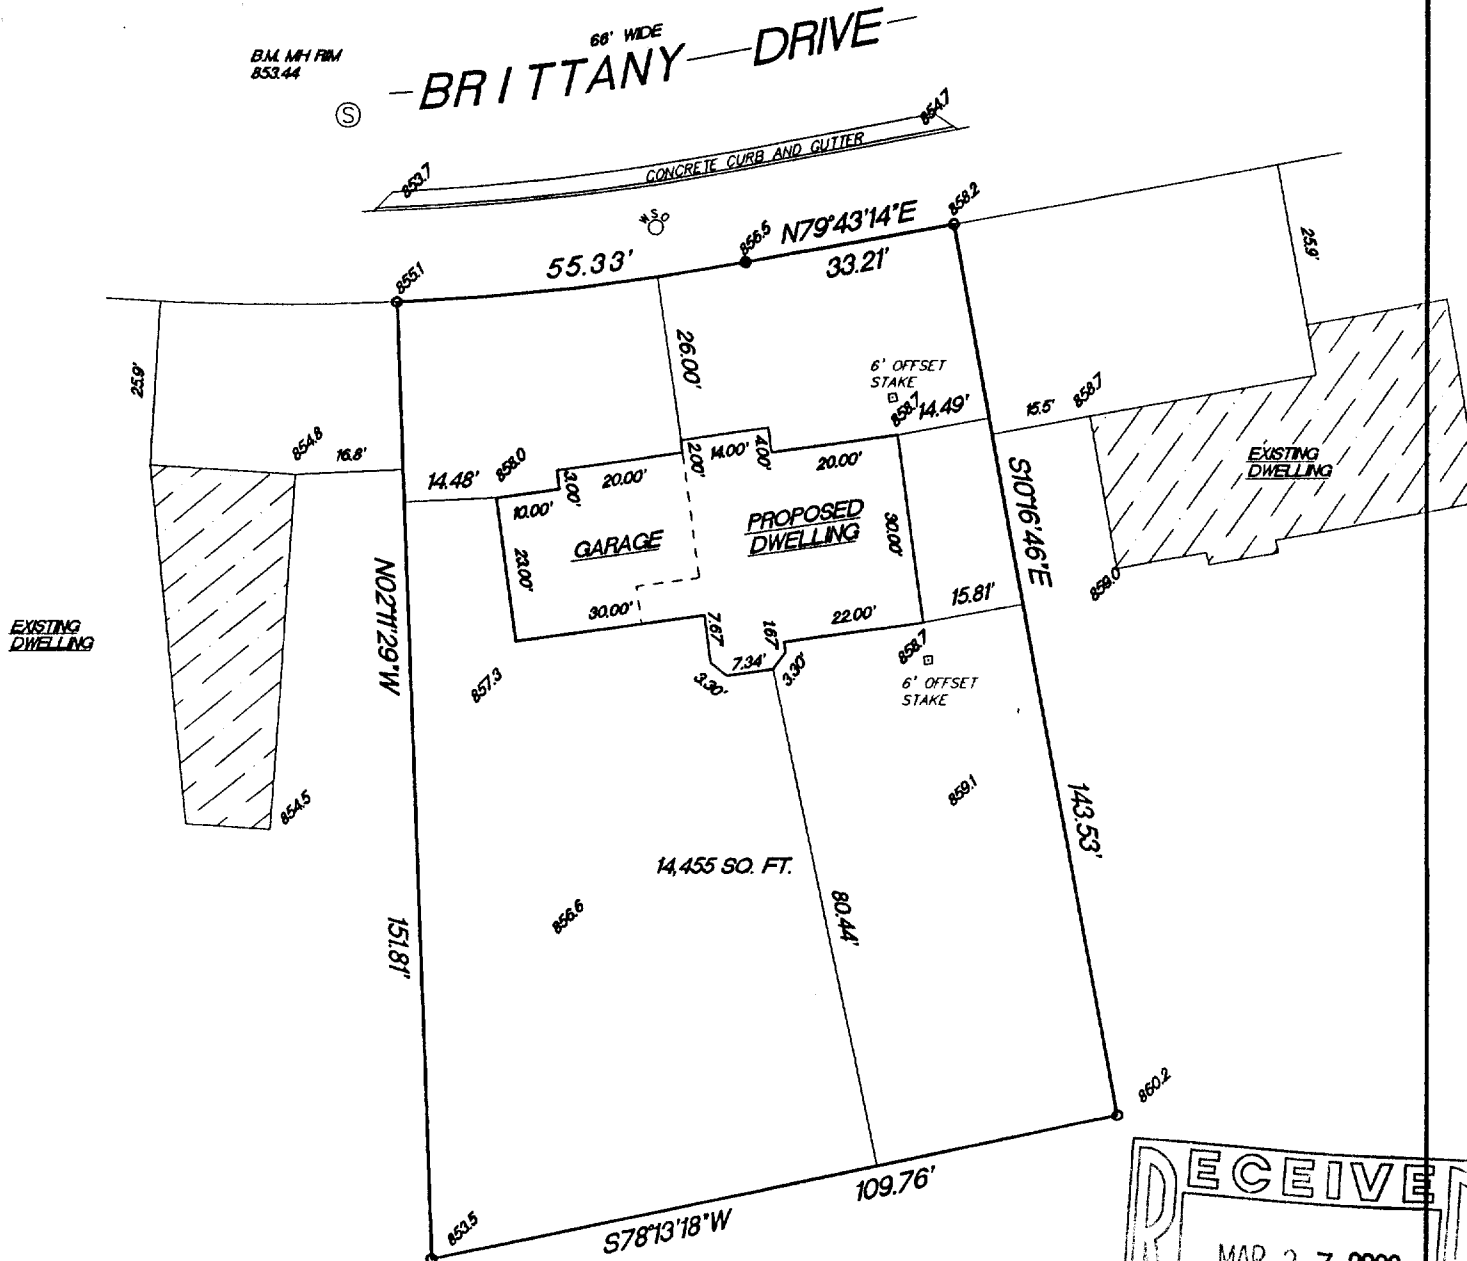 66' WIDE
B.M. MH RIM
853.44
BRITTANY DRIVE
S
854.7
CONCRETE CURB AND GUTTER
853.7
W S O
858.2
N79°43'14"E
856.5
55.33'
33.21'
855.1
25.9'
25.9'
26.00'
6' OFFSET
STAKE
858.7
14.49'
15.5'
858.7
854.8
16.8'
14.48'
858.0
10.00'
3.00'
20.00'
2.00'
14.00'
4.00'
20.00'
EXISTING
DWELLING
S10°16'46"E
PROPOSED
DWELLING
30.00'
GARAGE
23.00'
N02°11'29"W
859.0
15.81'
30.00'
7.67'
1.67'
22.00'
EXISTING
DWELLING
858.7
7.34'
3.30'
3.30'
857.3
6' OFFSET
STAKE
859.1
854.5
143.53'
14,455 SQ. FT.
856.6
80.44'
151.81'
860.2
109.76'
S78°13'18"W
853.5
RECEIVE
MAR 2 7